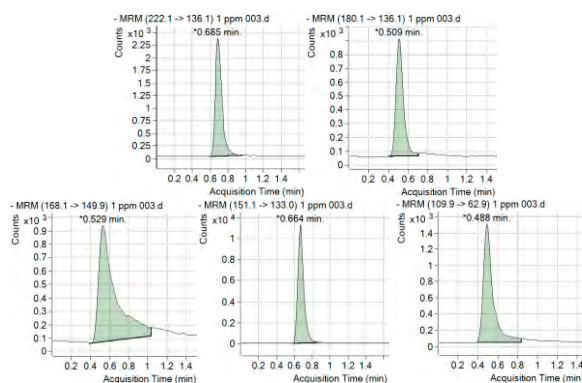 - MRM (222.1 -> 136.1) 1 ppm 003.d
x10 3
*0.685 min.
Counts
2.25
2
1.75
1.5
1.25
1
0.75
0.5
0.25
0
0.2 0.4 0.6 0.8 1 1.2 1.4
Acquisition Time (min)
- MRM (180.1 -> 136.1) 1 ppm 003.d
x10 3
*0.509 min.
Counts
0.9
0.8
0.7
0.6
0.5
0.4
0.3
0.2
0.1
0
0.2 0.4 0.6 0.8 1 1.2 1.4
Acquisition Time (min)
- MRM (168.1 -> 149.9) 1 ppm 003.d
x10 3
*0.529 min.
Counts
0.9
0.8
0.7
0.6
0.5
0.4
0.3
0.2
0.1
0
0.2 0.4 0.6 0.8 1 1.2 1.4
Acquisition Time (min)
- MRM (151.1 -> 133.0) 1 ppm 003.d
x10 4
*0.664 min.
Counts
1
0.8
0.6
0.4
0.2
0
0.2 0.4 0.6 0.8 1 1.2 1.4
Acquisition Time (min)
- MRM (109.9 -> 62.9) 1 ppm 003.d
x10 3
*0.488 min.
Counts
1.4
1.2
1
0.8
0.6
0.4
0.2
0
0.2 0.4 0.6 0.8 1 1.2 1.4
Acquisition Time (min)